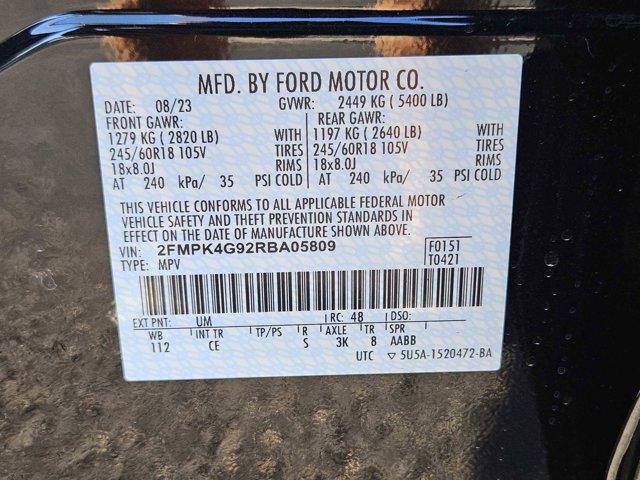 MFD. BY FORD MOTOR CO.
DATE: 08/23 GVWR: 2449 KG ( 5400 LB)
FRONT GAWR: REAR GAWR:
1279 KG ( 2820 LB) WITH 1197 KG ( 2640 LB) WITH
245/60R18 105V TIRES 245/60R18 105V TIRES
18x8.0J RIMS 18x8.0J RIMS
AT 240 kPa/ 35 PSI COLD AT 240 kPa/ 35 PSI COLD
THIS VEHICLE CONFORMS TO ALL APPLICABLE FEDERAL MOTOR
VEHICLE SAFETY AND THEFT PREVENTION STANDARDS IN
EFFECT ON THE DATE OF MANUFACTURE SHOWN ABOVE.
VIN: 2FMPK4G92RBA05809 F0151
TYPE: MPV T0421
EXT PNT: UM RC: 48 DSO:
WB INT TR TP/PS R AXLE TR SPR
112 CE S 3K 8 AABB
UTC ▽ 5U5A-1520472-BA